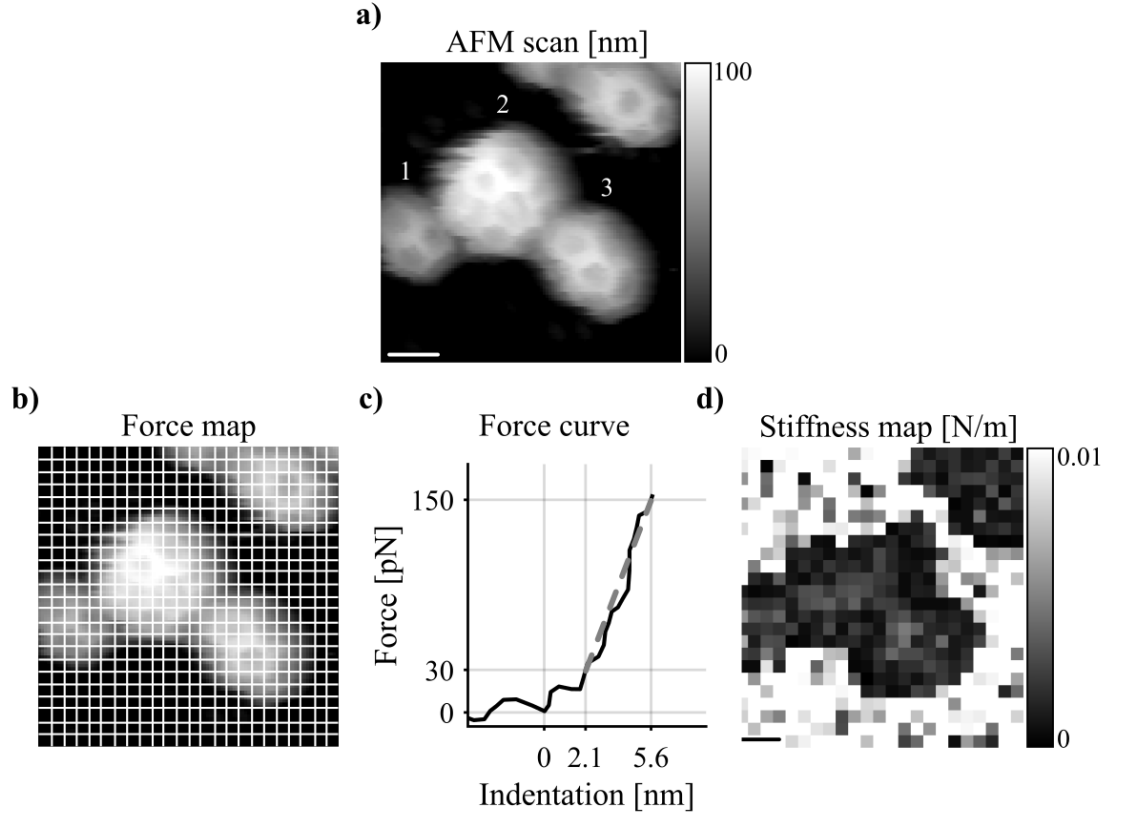 a)
AFM scan [nm]
100
2
1
3
0
b)
Force map
c)
Force curve
150
30
0
Force [pN]
0 2.1 5.6
Indentation [nm]
d)
Stiffness map [N/m]
0.01
0